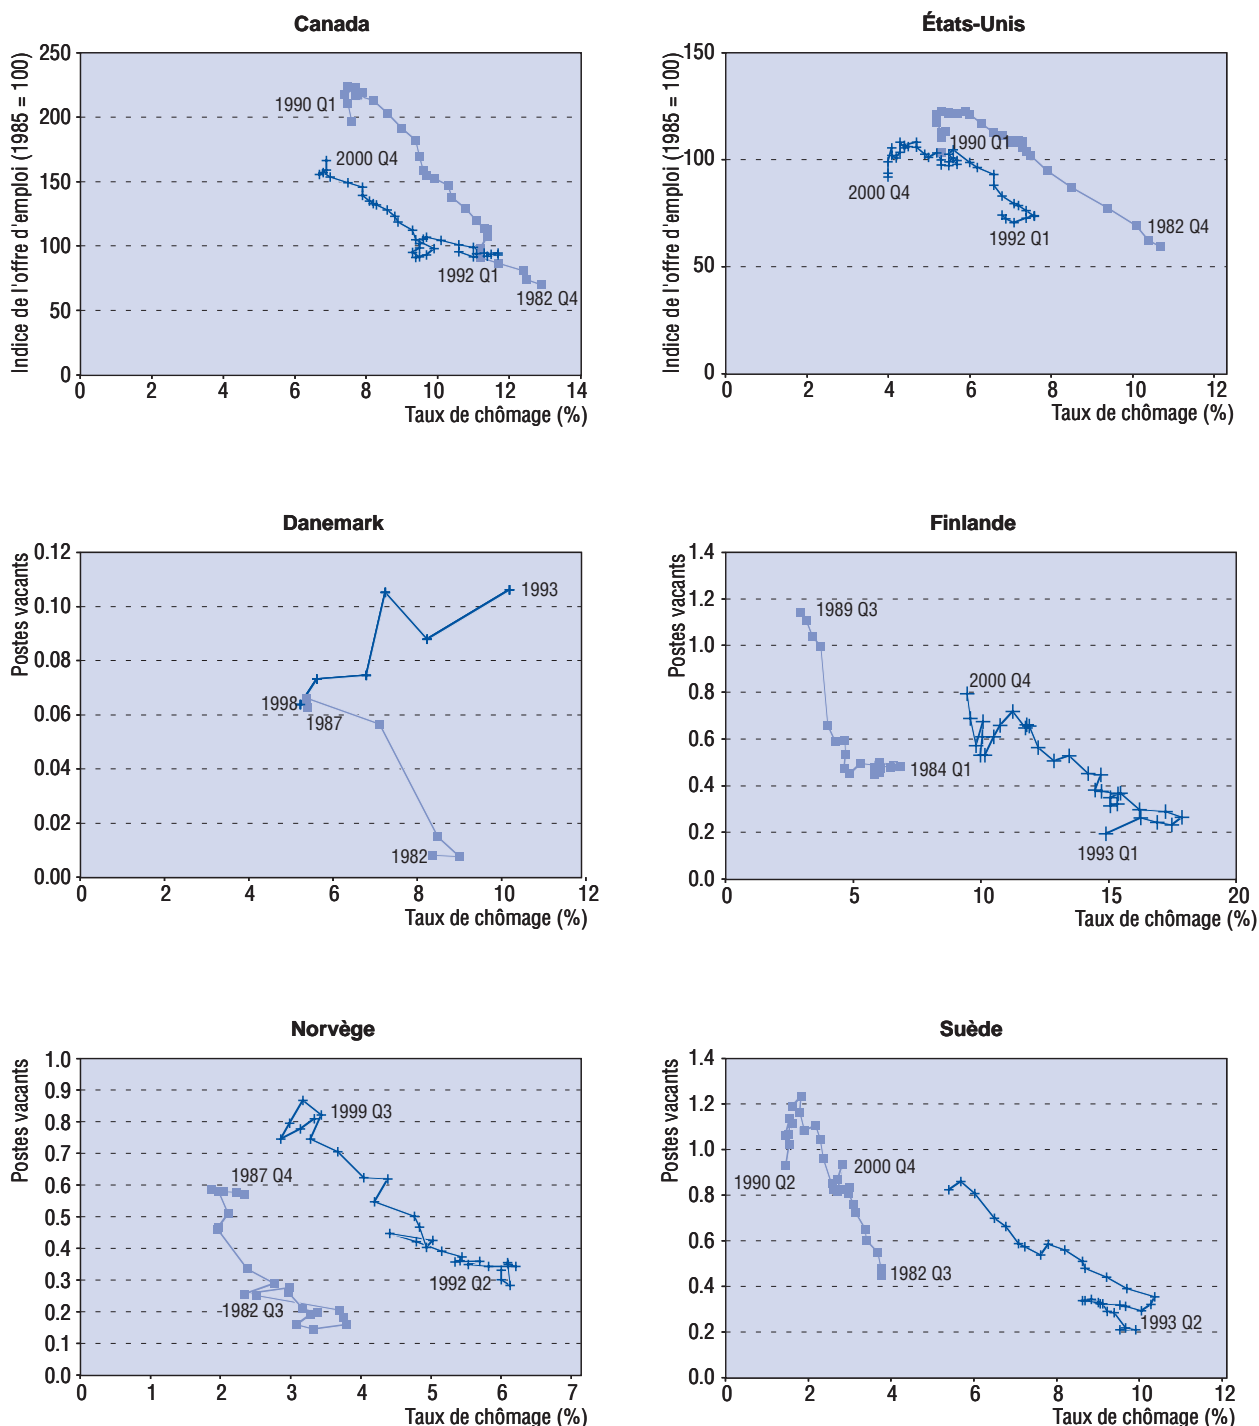 Canada
Indice de l'offre d'emploi (1985 = 100)
250
200
150
100
50
0
1990 Q1
2000 Q4
1992 Q1
1982 Q4
0 2 4 6 8 10 12 14
Taux de chômage (%)
États-Unis
Indice de l'offre d'emploi (1985 = 100)
150
100
50
0
1990 Q1
2000 Q4
1992 Q1
1982 Q4
0 2 4 6 8 10 12
Taux de chômage (%)
Danemark
Postes vacants
0.12
0.10
0.08
0.06
0.04
0.02
0.00
1993
1998
1987
1982
0 2 4 6 8 10 12
Taux de chômage (%)
Finlande
Postes vacants
1.4
1.2
1.0
0.8
0.6
0.4
0.2
0.0
1989 Q3
2000 Q4
1984 Q1
1993 Q1
0 5 10 15 20
Taux de chômage (%)
Norvège
Postes vacants
1.0
0.9
0.8
0.7
0.6
0.5
0.4
0.3
0.2
0.1
0.0
1999 Q3
1987 Q4
1992 Q2
1982 Q3
0 1 2 3 4 5 6 7
Taux de chômage (%)
Suède
Postes vacants
1.4
1.2
1.0
0.8
0.6
0.4
0.2
0.0
1990 Q2
2000 Q4
1982 Q3
1993 Q2
0 2 4 6 8 10 12
Taux de chômage (%)